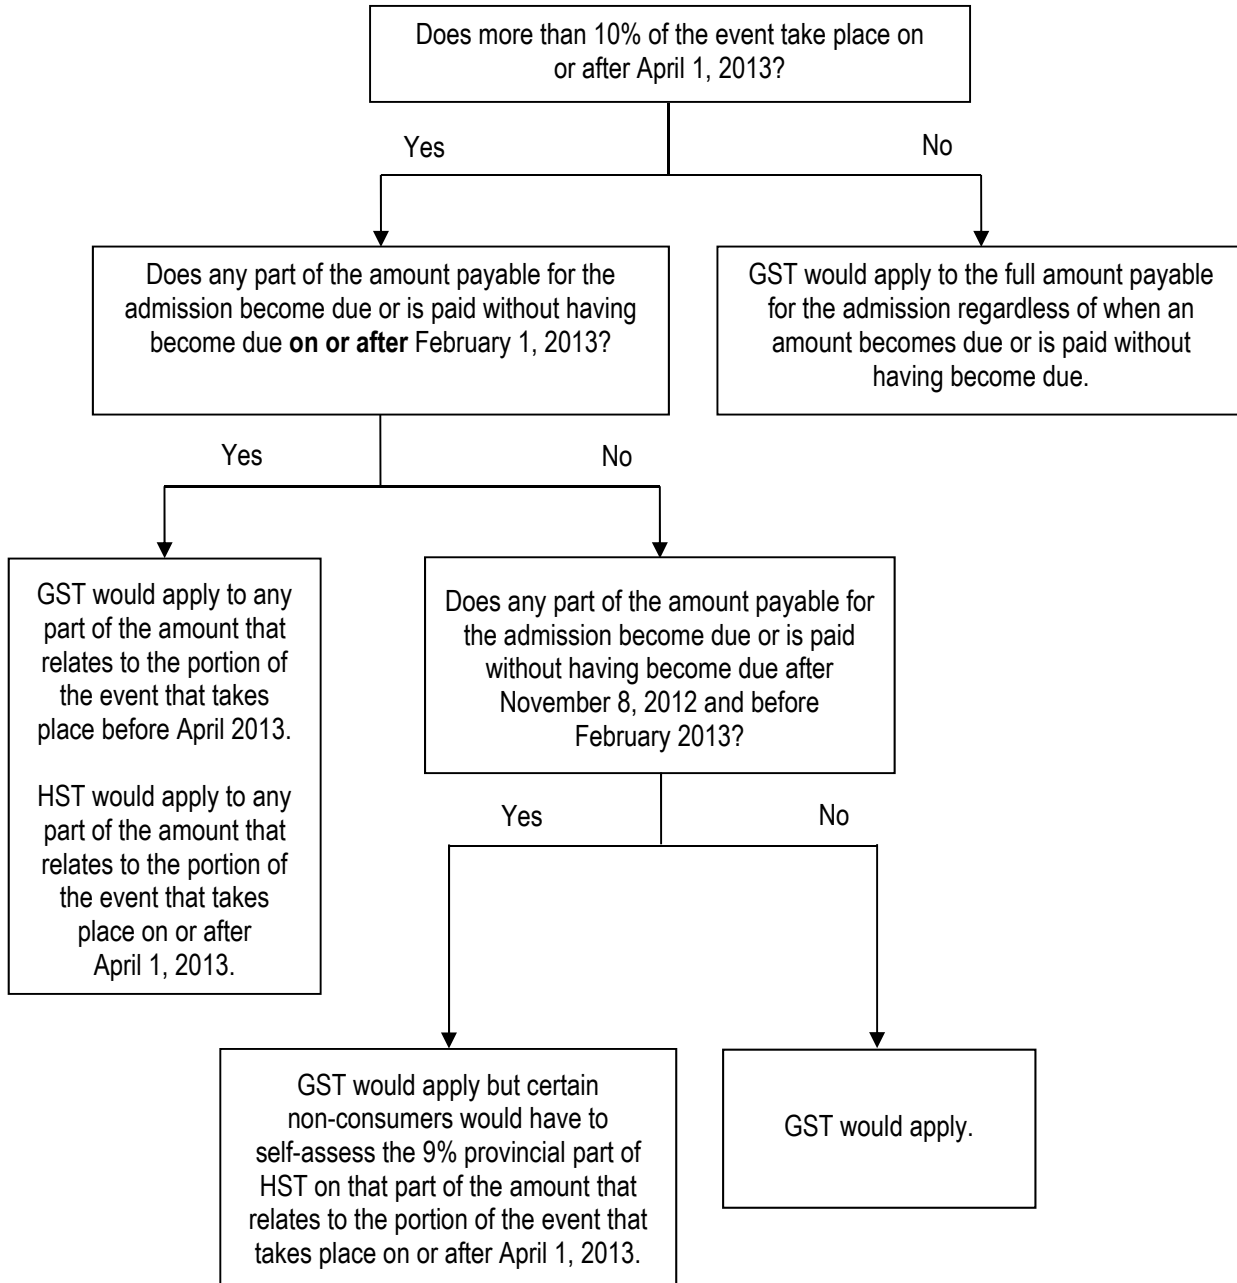 Does more than 10% of the event take place on
or after April 1, 2013?
Yes
No
Does any part of the amount payable for the
admission become due or is paid without having
become due on or after February 1, 2013?
GST would apply to the full amount payable
for the admission regardless of when an
amount becomes due or is paid without
having become due.
Yes
No
GST would apply to any
part of the amount that
relates to the portion of
the event that takes
place before April 2013.
HST would apply to any
part of the amount that
relates to the portion of
the event that takes
place on or after
April 1, 2013.
Does any part of the amount payable for
the admission become due or is paid
without having become due after
November 8, 2012 and before
February 2013?
Yes
No
GST would apply but certain
non-consumers would have to
self-assess the 9% provincial part of
HST on that part of the amount that
relates to the portion of the event that
takes place on or after April 1, 2013.
GST would apply.